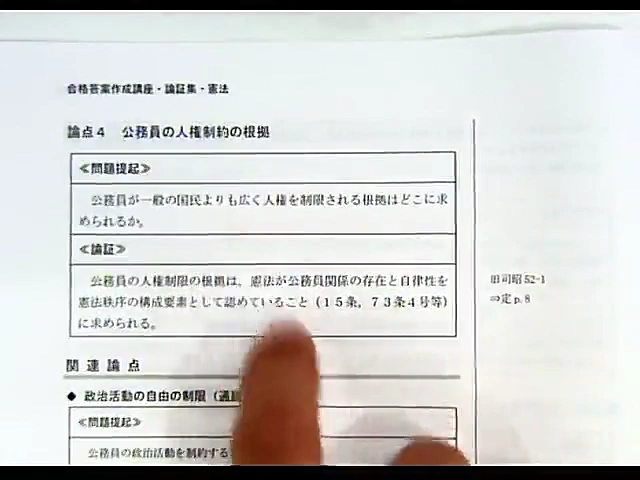 合格答案作成講座・論証集・憲法
論点4 公務員の人権制約の根拠
≪問題提起≫
公務員が一般の国民よりも広く人権を制限される根拠はどこに求
められるか。
≪論証≫
公務員の人権制限の根拠は、憲法が公務員関係の存在と自律性を
憲法秩序の構成要素として認めていること(15条,73条4号等)
に求められる。
旧司昭52-1
⇒定p.8
関連論点
◆ 政治活動の自由の制限(
≪問題提起≫
公務員の政治活動を制約する